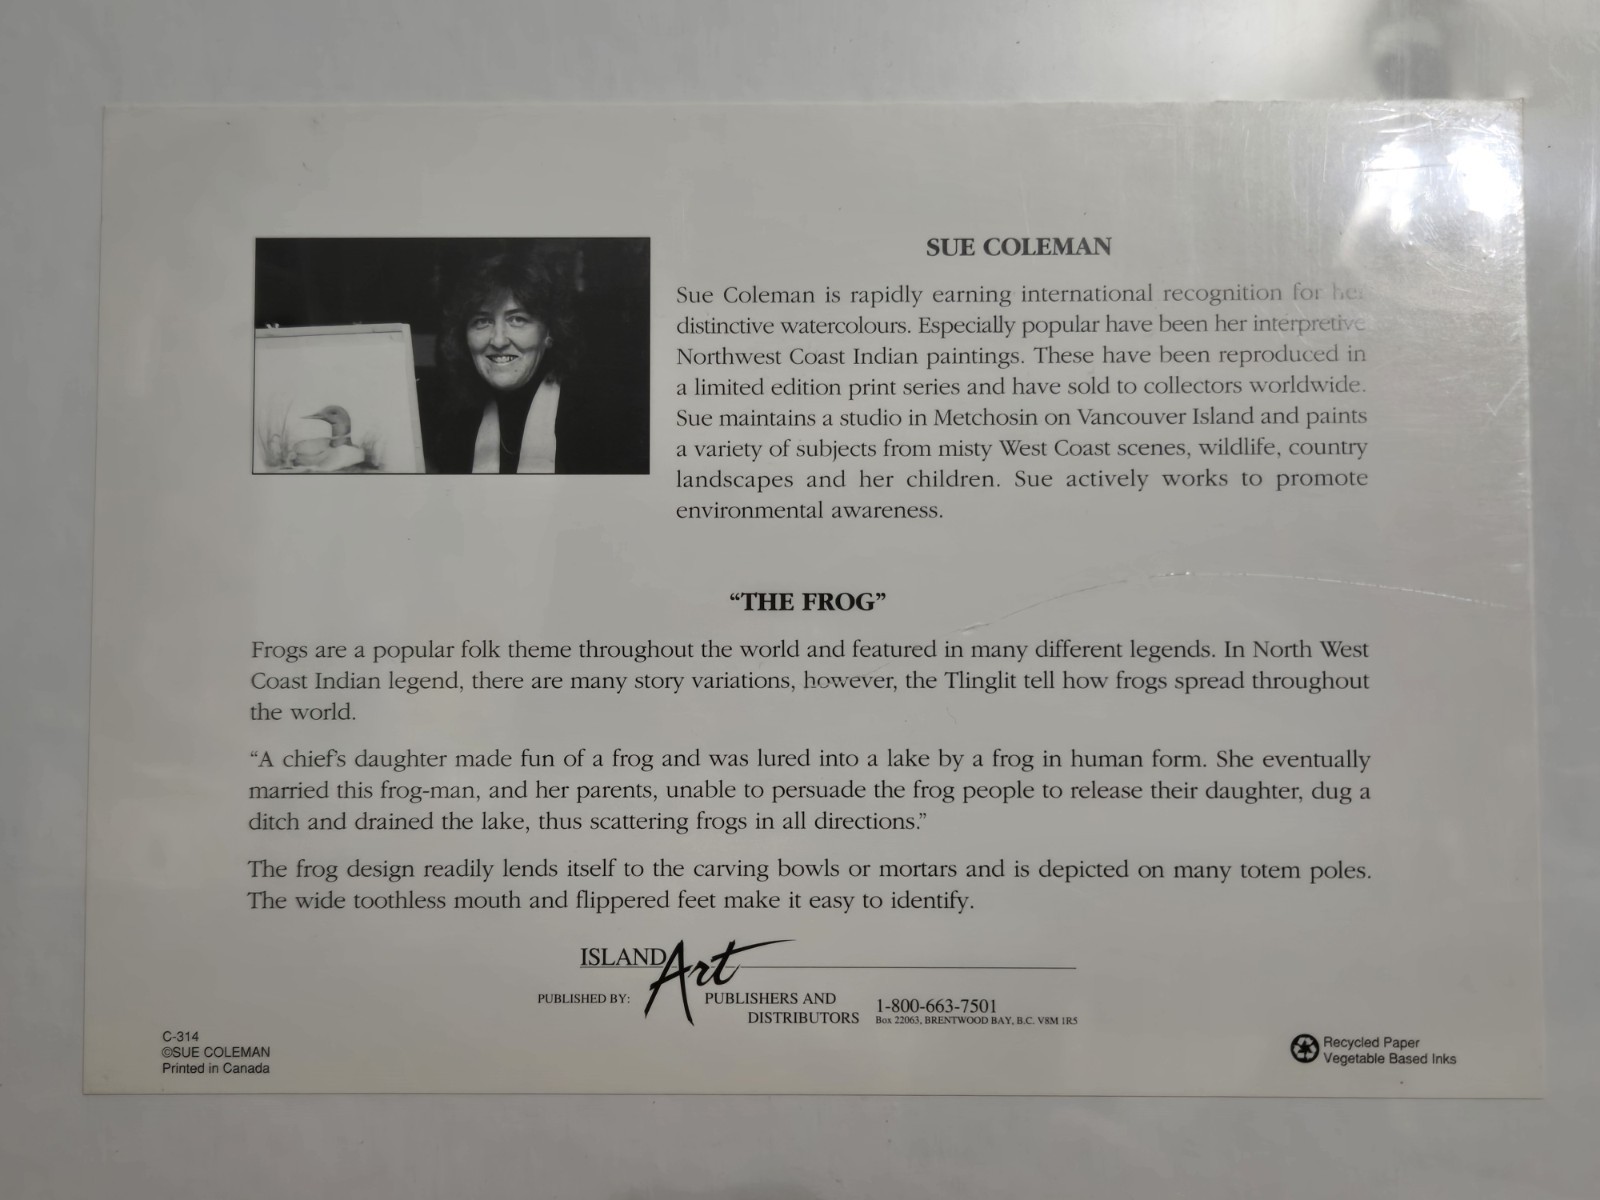 SUE COLEMAN
Sue Coleman is rapidly earning international recognition for her
distinctive watercolours. Especially popular have been her interpretive
Northwest Coast Indian paintings. These have been reproduced in
a limited edition print series and have sold to collectors worldwide.
Sue maintains a studio in Metchosin on Vancouver Island and paints
a variety of subjects from misty West Coast scenes, wildlife, country
landscapes and her children. Sue actively works to promote
environmental awareness.
“THE FROG”
Frogs are a popular folk theme throughout the world and featured in many different legends. In North West
Coast Indian legend, there are many story variations, however, the Tlinglit tell how frogs spread throughout
the world.
“A chief's daughter made fun of a frog and was lured into a lake by a frog in human form. She eventually
married this frog-man, and her parents, unable to persuade the frog people to release their daughter, dug a
ditch and drained the lake, thus scattering frogs in all directions.”
The frog design readily lends itself to the carving bowls or mortars and is depicted on many totem poles.
The wide toothless mouth and flippered feet make it easy to identify.
ISLAND Art
PUBLISHED BY: PUBLISHERS AND
DISTRIBUTORS
1-800-663-7501
Box 22063, BRENTWOOD BAY, B.C. V8M 1R5
C-314
©SUE COLEMAN
Printed in Canada
Recycled Paper
Vegetable Based Inks